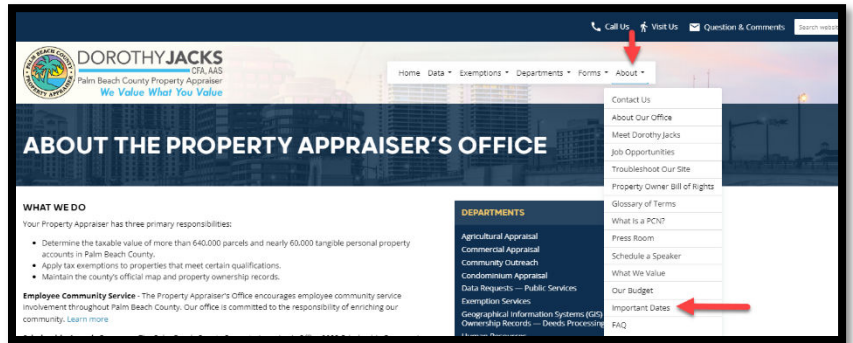 Call Us Visit Us Question & Comments Search website
PALM BEACH COUNTY
PROPERTY APPRAISER
DOROTHY JACKS
CFA, AAS
Palm Beach County Property Appraiser
We Value What You Value
Home Data Exemptions Departments Forms About
Contact Us
About Our Office
Meet Dorothy Jacks
Job Opportunities
Troubleshoot Our Site
Property Owner Bill of Rights
Glossary of Terms
What Is a PCN?
Press Room
Schedule a Speaker
What We Value
Our Budget
Important Dates
FAQ
ABOUT THE PROPERTY APPRAISER'S OFFICE
WHAT WE DO
Your Property Appraiser has three primary responsibilities:
• Determine the taxable value of more than 640,000 parcels and nearly 60,000 tangible personal property
accounts in Palm Beach County.
• Apply tax exemptions to properties that meet certain qualifications.
• Maintain the county's official map and property ownership records.
Employee Community Service - The Property Appraiser's Office encourages employee community service
involvement throughout Palm Beach County. Our office is committed to the responsibility of enriching our
community. Learn more
DEPARTMENTS
Agricultural Appraisal
Commercial Appraisal
Community Outreach
Condominium Appraisal
Data Requests — Public Services
Exemption Services
Geographical Information Systems (GIS)
Ownership Records — Deeds Processing